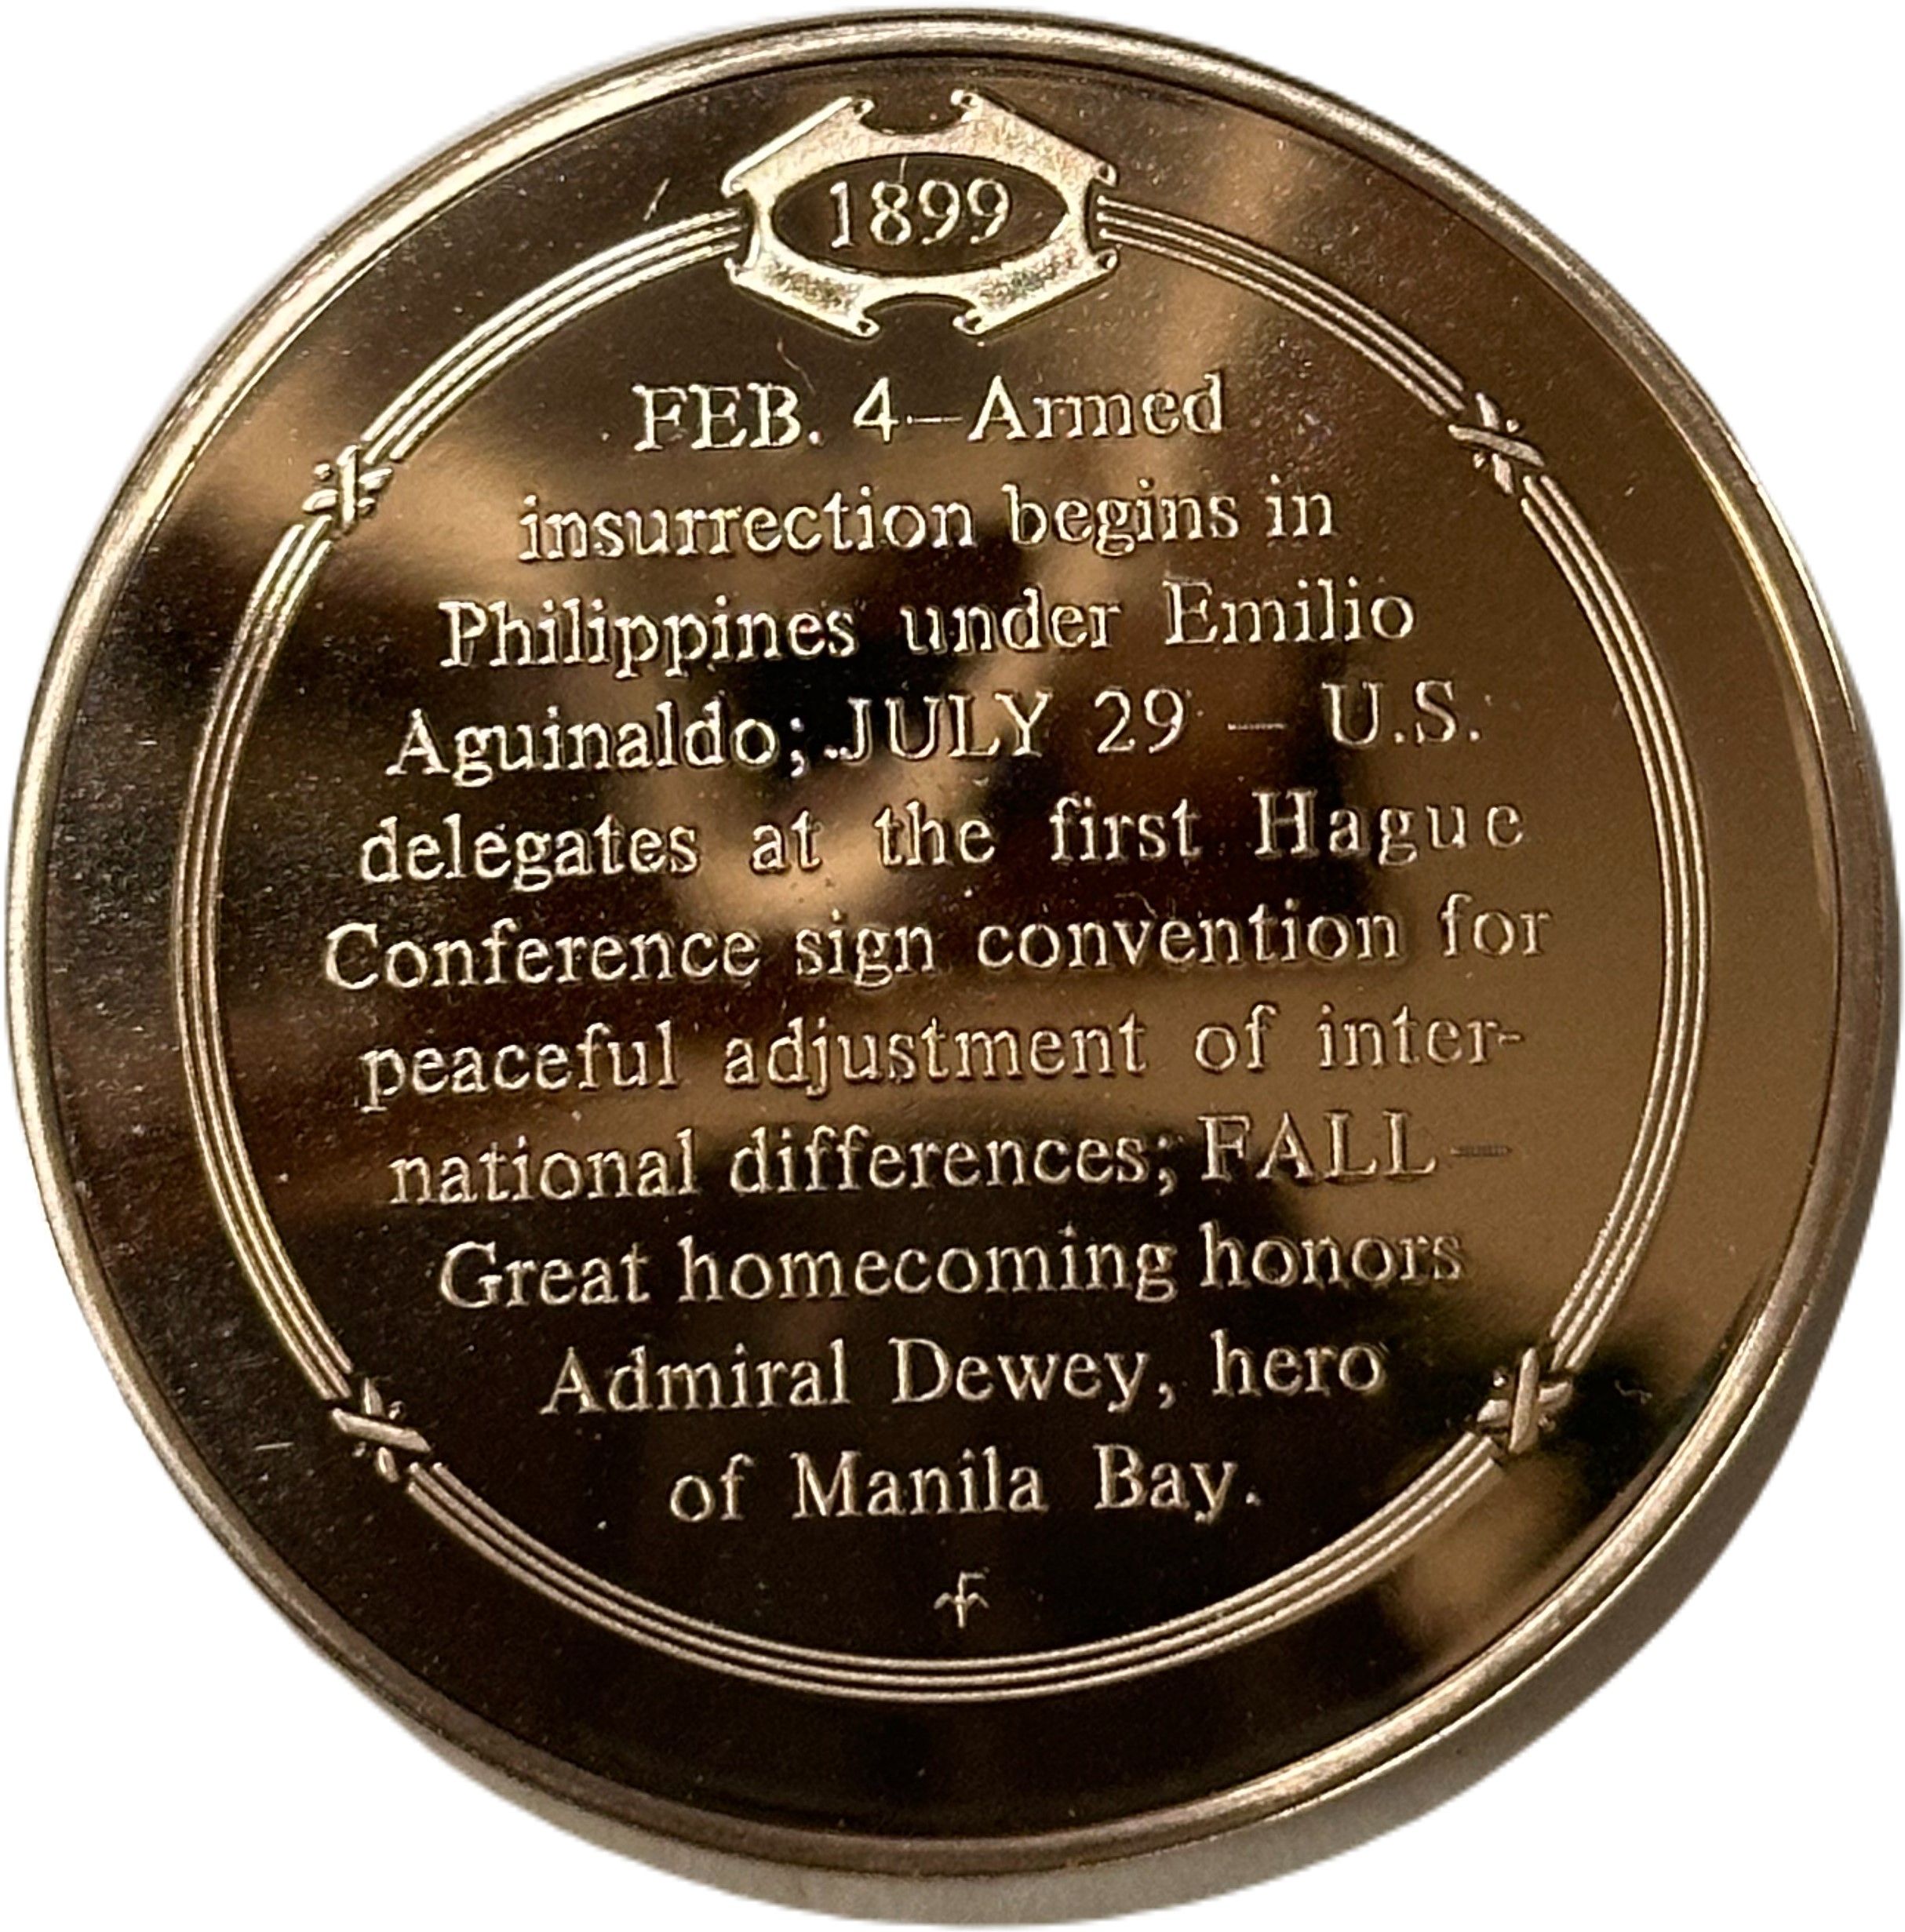 1899
FEB. 4–Armed
insurrection begins in
Philippines under Emilio
Aguinaldo; JULY 29 – U.S.
delegates at the first Hague
Conference sign convention for
peaceful adjustment of inter-
national differences; FALL–
Great homecoming honors
Admiral Dewey, hero
of Manila Bay.
F